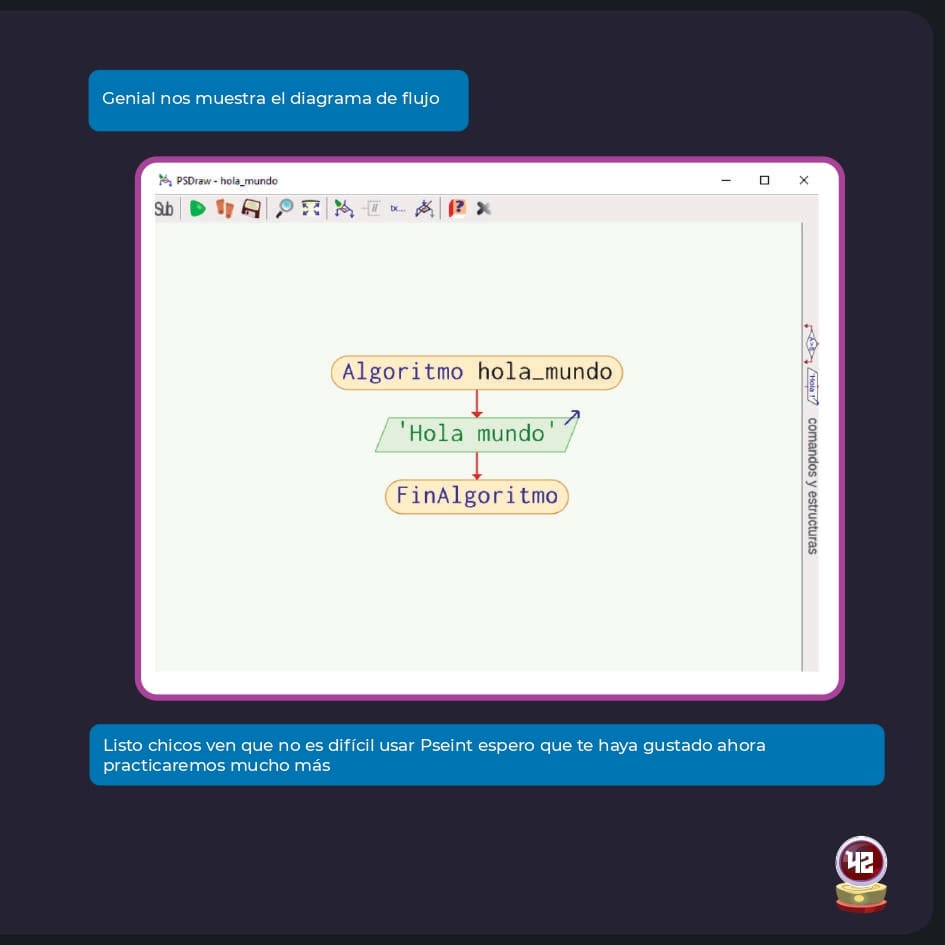 Genial nos muestra el diagrama de flujo
PSDraw - hola_mundo
Sub
tx...
Algoritmo hola_mundo
'Hola mundo'
FinAlgoritmo
comandos y estructuras
Listo chicos ven que no es difícil usar Pseint espero que te haya gustado ahora
practicaremos mucho más
42